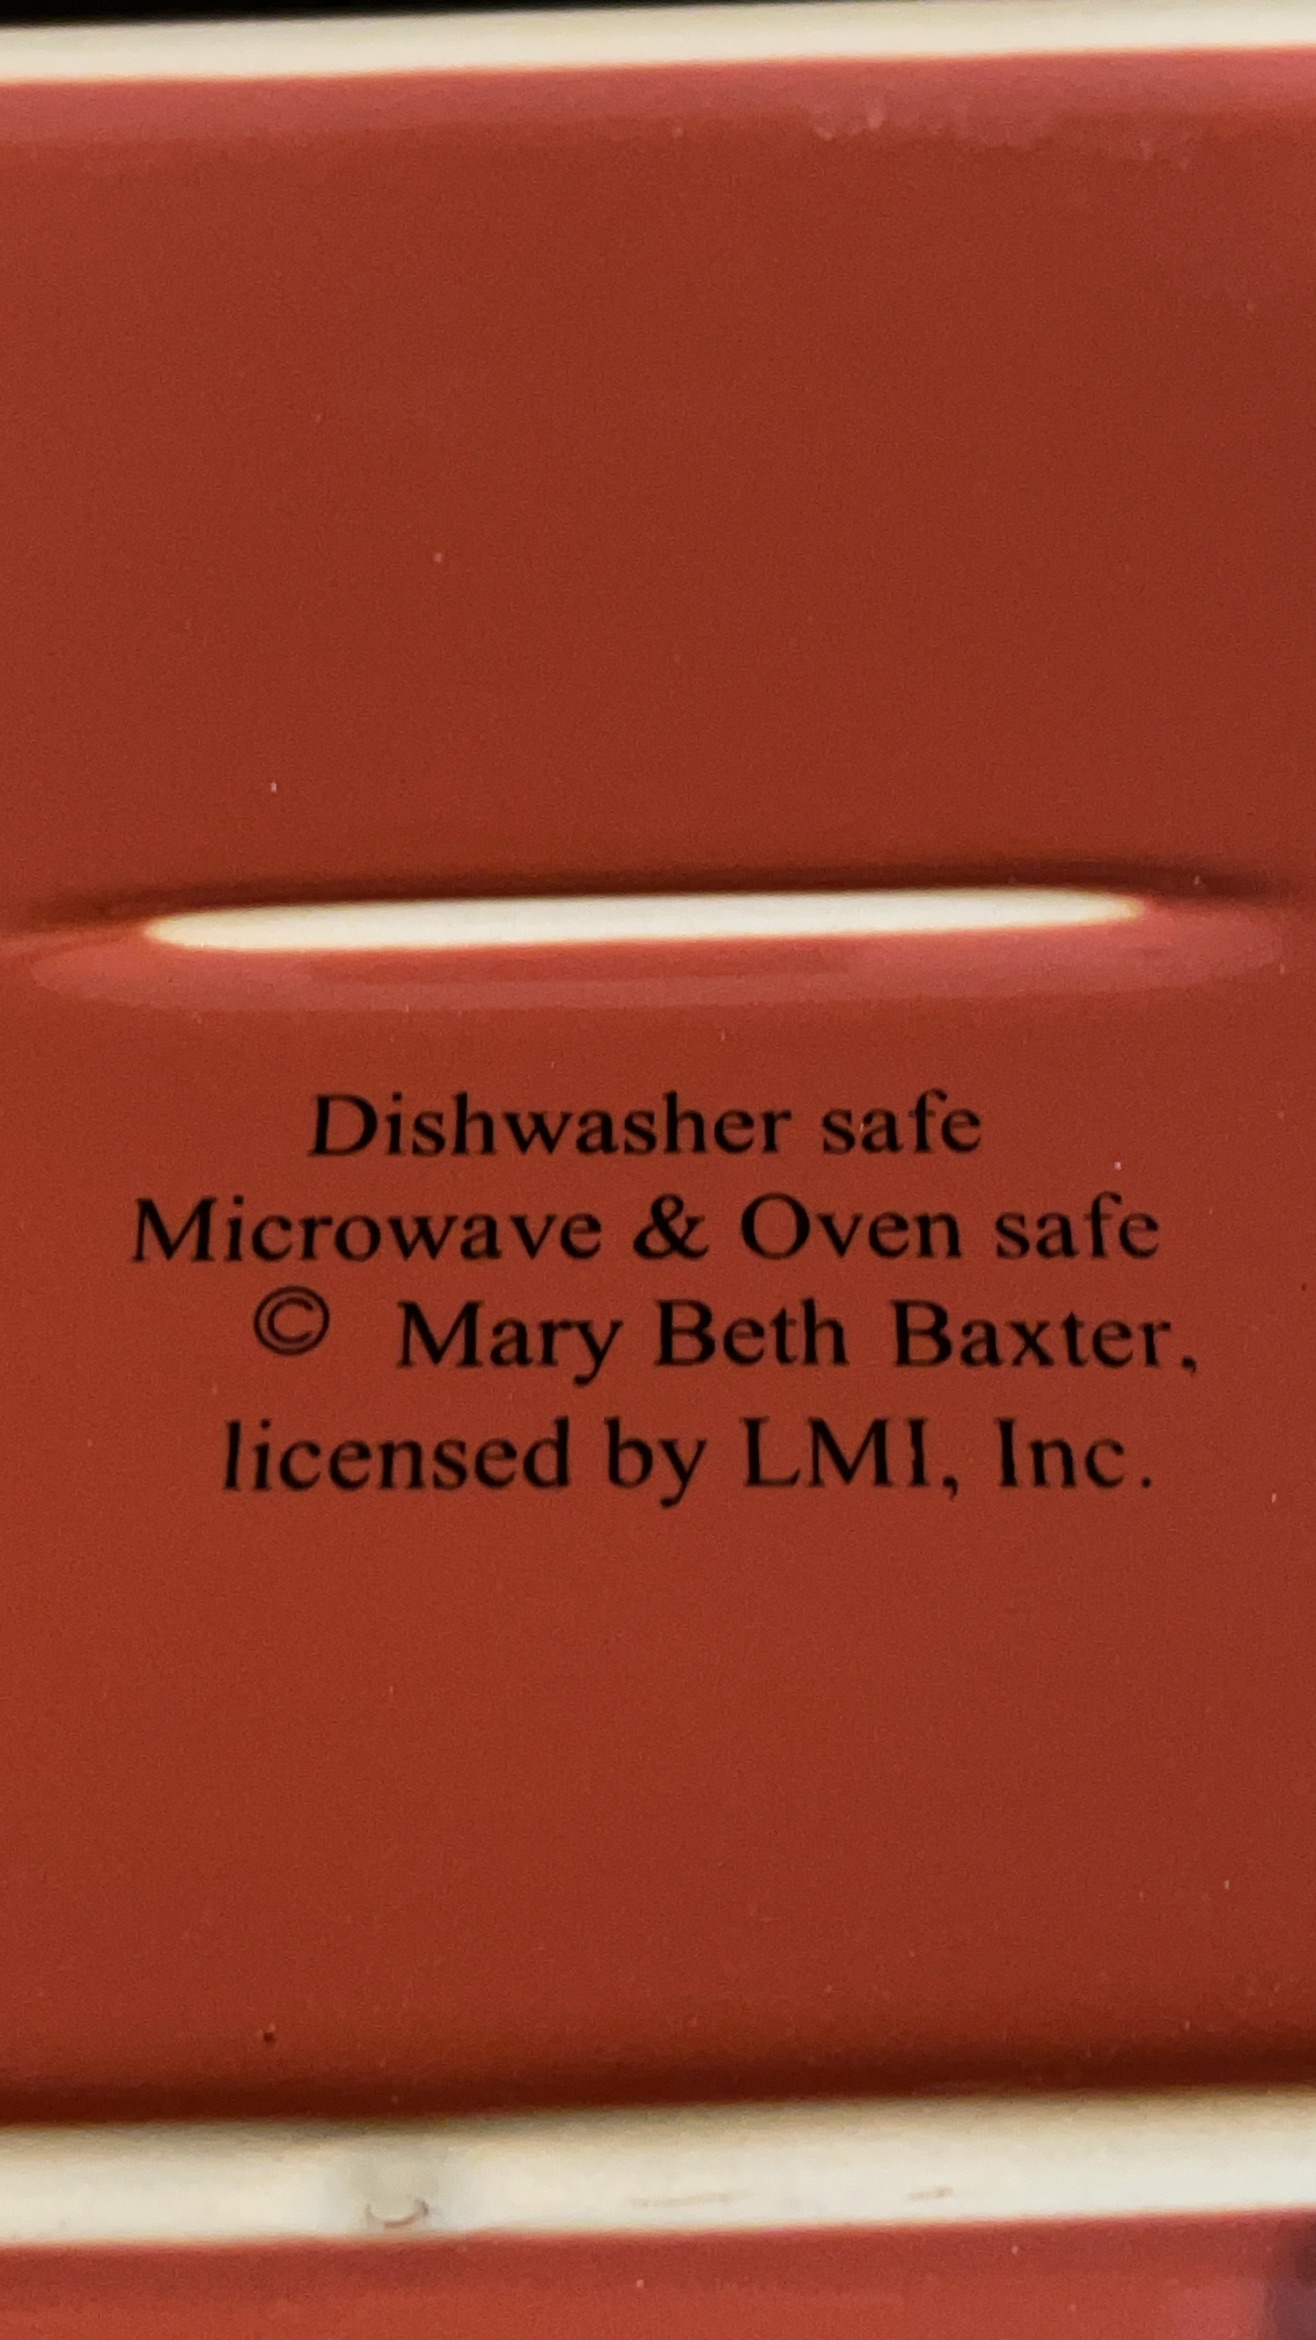 Dishwasher safe
Microwave & Oven safe
© Mary Beth Baxter,
licensed by LMI, Inc.